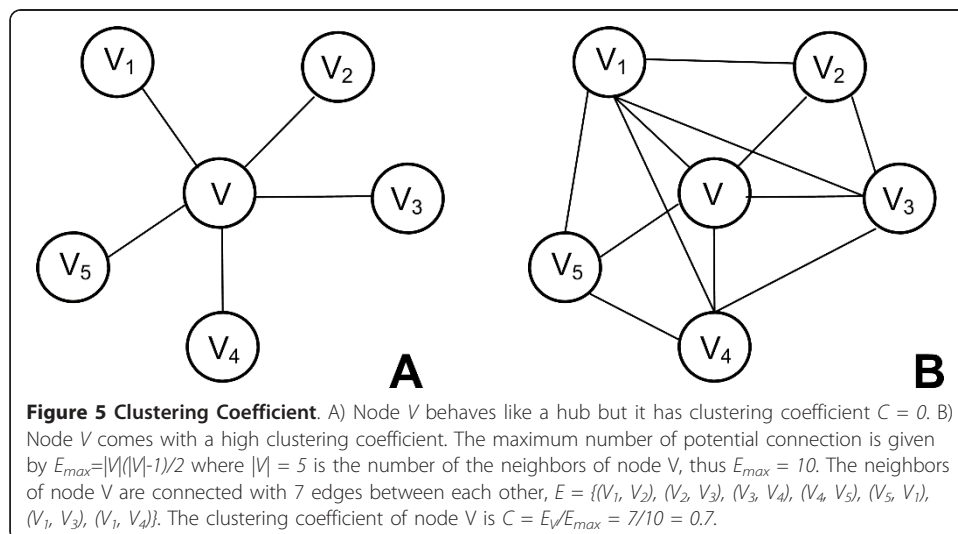 V1
V2
V1
V2
V
V3
V
V3
V5
V5
V4
V4
A
B
Figure 5 Clustering Coefficient. A) Node V behaves like a hub but it has clustering coefficient C = 0. B)
Node V comes with a high clustering coefficient. The maximum number of potential connection is given
by Emax=|V|(|V|-1)/2 where |V| = 5 is the number of the neighbors of node V, thus Emax = 10. The neighbors
of node V are connected with 7 edges between each other, E = {(V1, V2), (V2, V3), (V3, V4), (V4, V5), (V5, V1),
(V1, V3), (V1, V4)}. The clustering coefficient of node V is C = EV/Emax = 7/10 = 0.7.